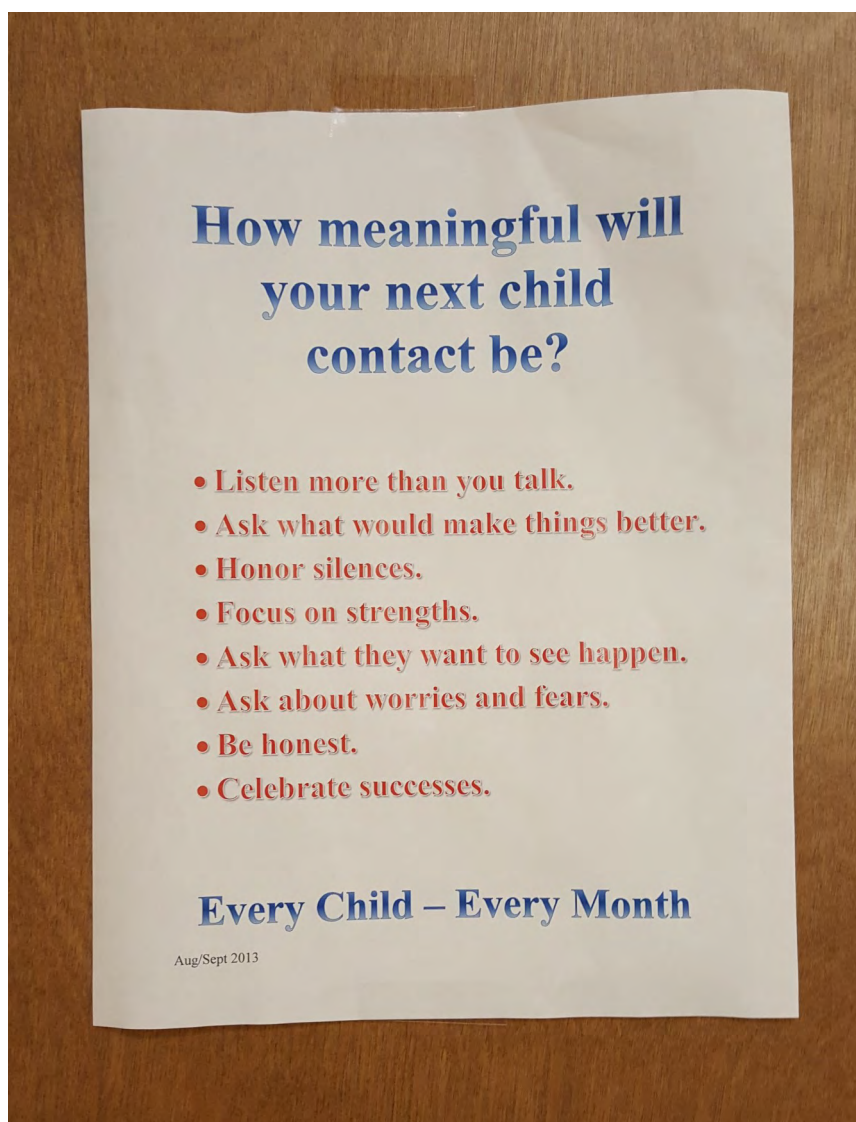 How meaningful will
your next child
contact be?
• Listen more than you talk.
• Ask what would make things better.
• Honor silences.
• Focus on strengths.
• Ask what they want to see happen.
• Ask about worries and fears.
• Be honest.
• Celebrate successes.
Every Child – Every Month
Aug/Sept 2013